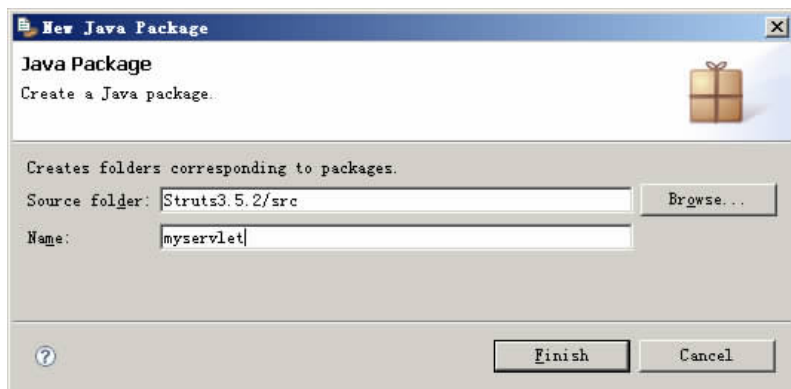 New Java Package
Java Package
Create a Java package.
Creates folders corresponding to packages.
Source folder: Struts3.5.2/src Browse...
Name: myservlet
? Finish Cancel